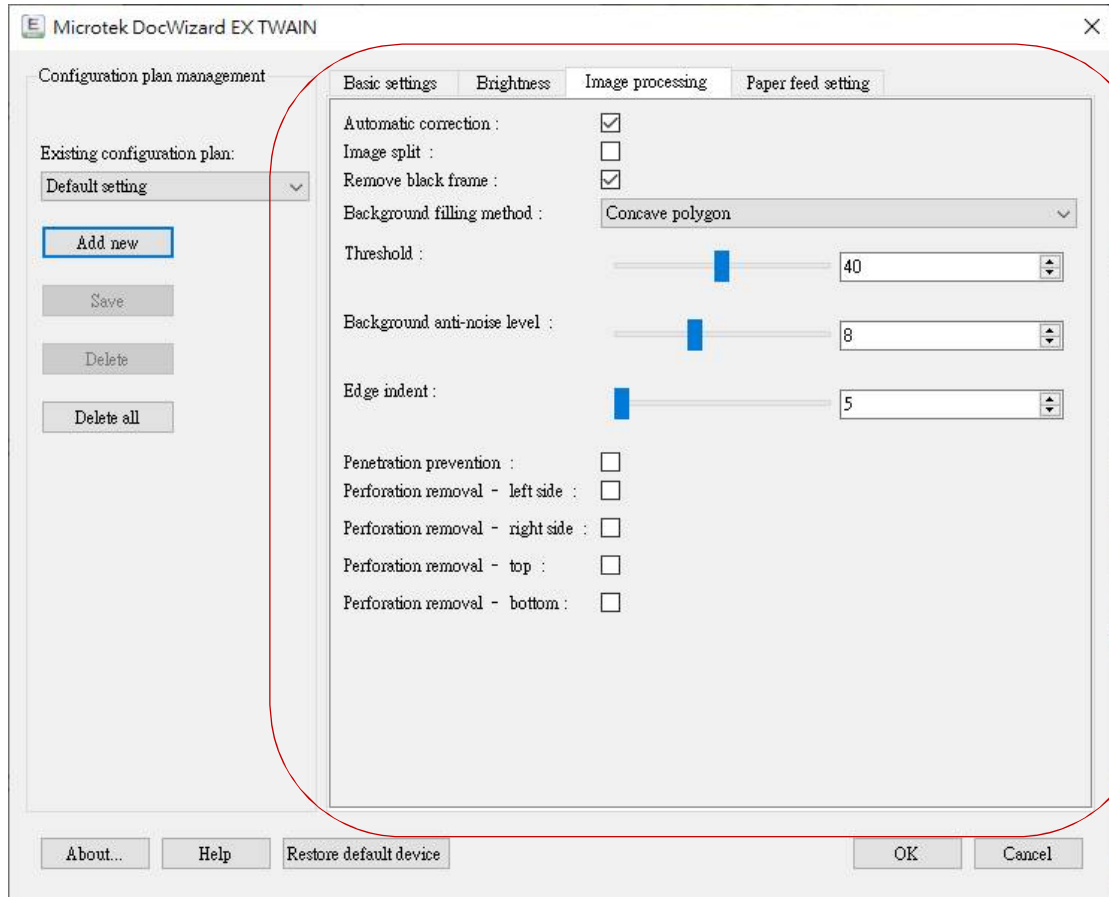 E
Microtek DocWizard EX TWAIN
Configuration plan management
Existing configuration plan:
Default setting
Add new
Save
Delete
Delete all
Basic settings Brightness Image processing Paper feed setting
Automatic correction :
Image split :
Remove black frame :
Background filling method : Concave polygon
Threshold : 40
Background anti-noise level : 8
Edge indent : 5
Penetration prevention :
Perforation removal - left side :
Perforation removal - right side :
Perforation removal - top :
Perforation removal - bottom :
About... Help Restore default device OK Cancel